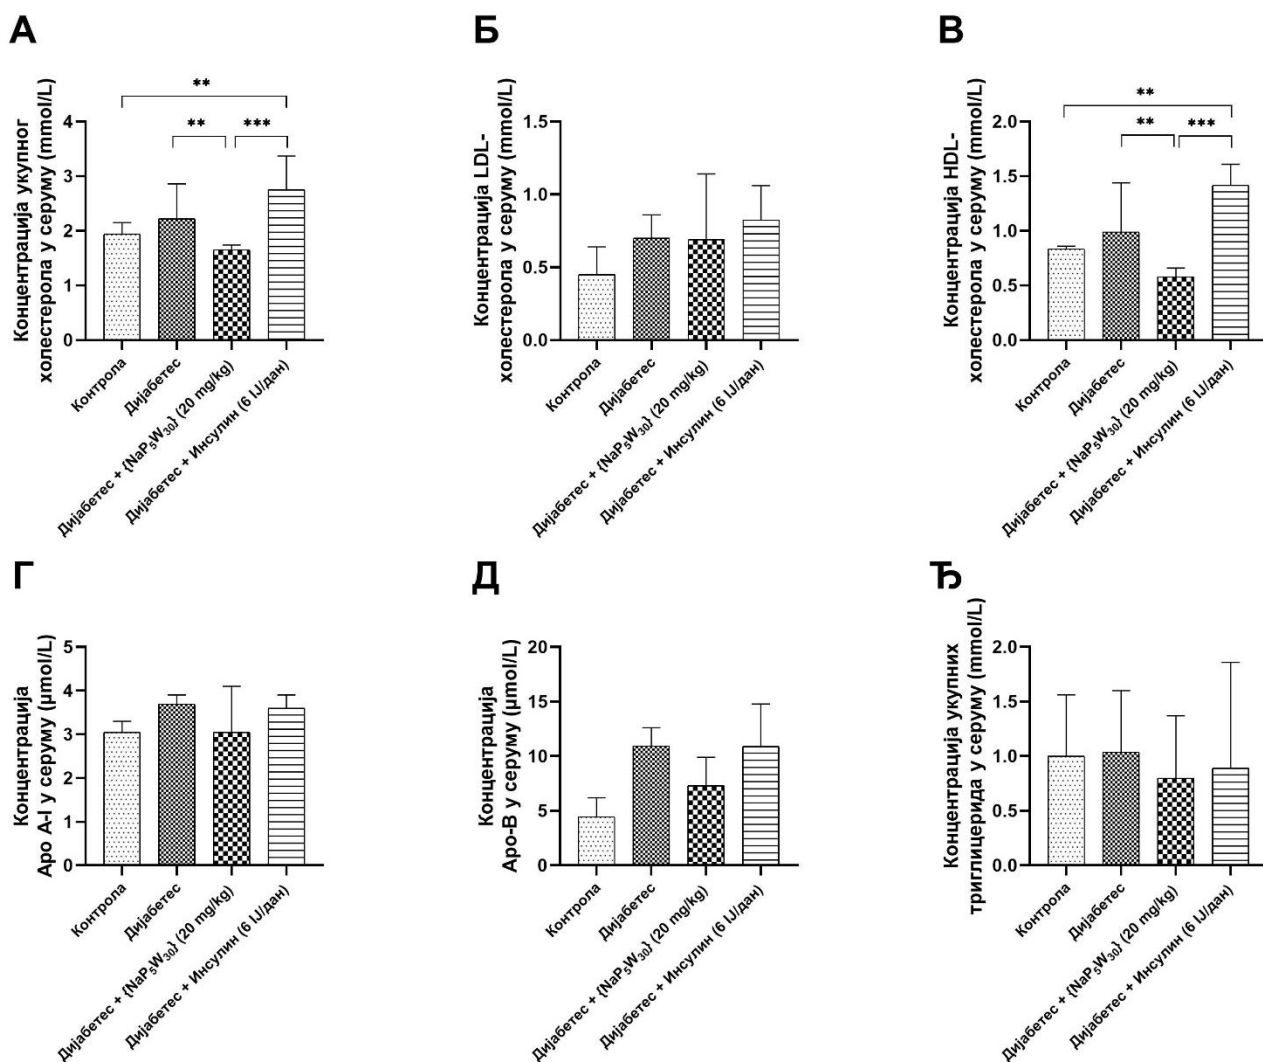 А
Концентрација укупног
холестерола у серуму (mmol/L)
4
3
2
1
0
**
**
***
Контрола
Дијабетес
Дијабетес + {NaP₅W₃₀} (20 mg/kg)
Дијабетес + Инсулин (6 IJ/дан)
Б
Концентрација LDL-
холестерола у серуму (mmol/L)
1.5
1.0
0.5
0.0
Контрола
Дијабетес
Дијабетес + {NaP₅W₃₀} (20 mg/kg)
Дијабетес + Инсулин (6 IJ/дан)
В
Концентрација HDL-
холестерола у серуму (mmol/L)
2.0
1.5
1.0
0.5
0.0
**
**
***
Контрола
Дијабетес
Дијабетес + {NaP₅W₃₀} (20 mg/kg)
Дијабетес + Инсулин (6 IJ/дан)
Г
Концентрација
Apo A-I у серуму (µmol/L)
5
4
3
2
1
0
Контрола
Дијабетес
Дијабетес + {NaP₅W₃₀} (20 mg/kg)
Дијабетес + Инсулин (6 IJ/дан)
Д
Концентрација
Apo-B у серуму (µmol/L)
20
15
10
5
0
Контрола
Дијабетес
Дијабетес + {NaP₅W₃₀} (20 mg/kg)
Дијабетес + Инсулин (6 IJ/дан)
Ђ
Концентрација укупних
триглицерида у серуму (mmol/L)
2.0
1.5
1.0
0.5
0.0
Контрола
Дијабетес
Дијабетес + {NaP₅W₃₀} (20 mg/kg)
Дијабетес + Инсулин (6 IJ/дан)